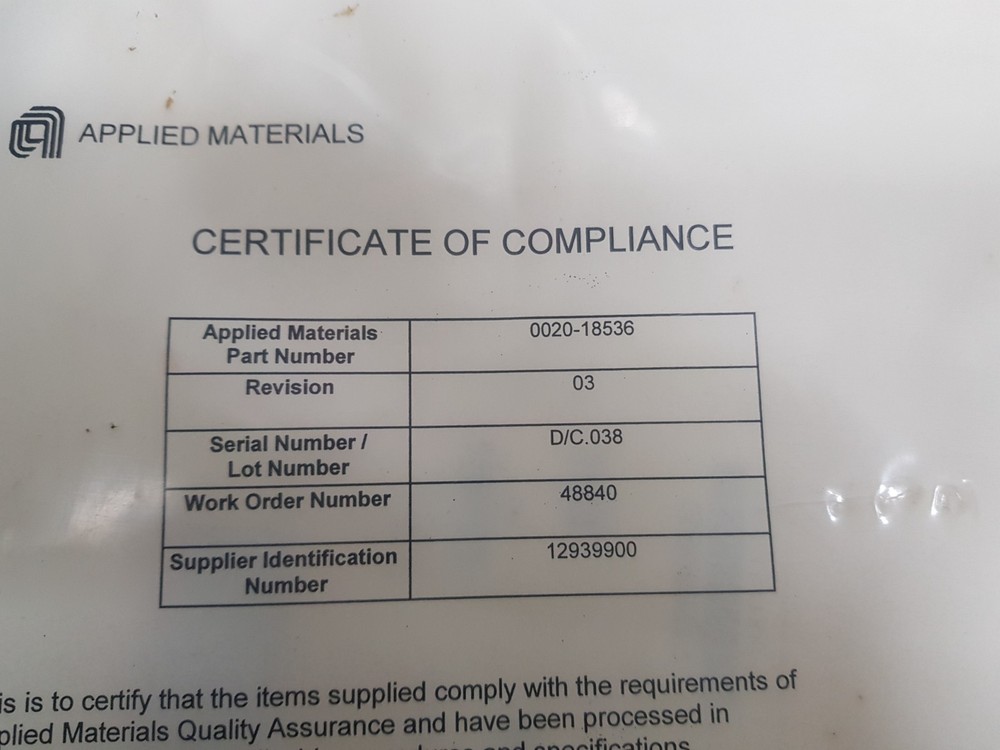 APPLIED MATERIALS
CERTIFICATE OF COMPLIANCE
Applied Materials
Part Number
0020-18536
Revision
03
Serial Number /
Lot Number
D/C.038
Work Order Number
48840
Supplier Identification
Number
12939900
is is to certify that the items supplied comply with the requirements of
plied Materials Quality Assurance and have been processed in
and specifications